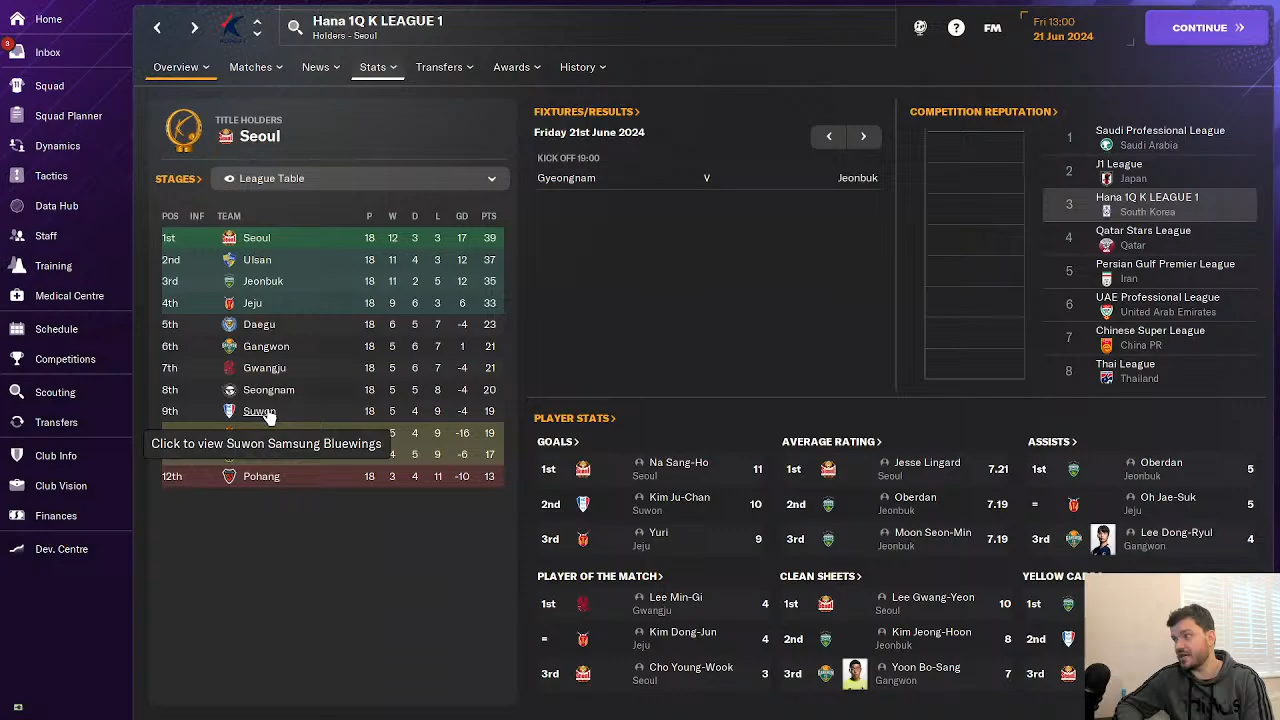 Hana 1Q K LEAGUE 1
Holders - Seoul
FM
Fri 13:00
21 Jun 2024
CONTINUE
3
Home
Inbox
Squad
Squad Planner
Dynamics
Tactics
Data Hub
Staff
Training
Medical Centre
Schedule
Competitions
Scouting
Transfers
Club Info
Club Vision
Finances
Dev. Centre
Overview
Matches
News
Stats
Transfers
Awards
History
TITLE HOLDERS
Seoul
STAGES>
League Table
POS INF TEAM P W D L GD PTS
1st Seoul 18 12 3 3 17 39
2nd Ulsan 18 11 4 3 12 37
3rd Jeonbuk 18 11 2 5 12 35
4th Jeju 18 9 6 3 6 33
5th Daegu 18 6 5 7 -4 23
6th Gangwon 18 5 6 7 1 21
7th Gwangju 18 5 6 7 -4 21
8th Seongnam 18 5 5 8 -4 20
9th Suwon 18 5 4 9 -4 19
5 4 9 -16 19
Click to view Suwon Samsung Bluewings
4 5 9 -6 17
12th Pohang 18 3 4 11 -10 13
FIXTURES/RESULTS>
Friday 21st June 2024
KICK OFF 19:00
Gyeongnam V Jeonbuk
COMPETITION REPUTATION>
1 Saudi Professional League
Saudi Arabia
2 J1 League
Japan
3 Hana 1Q K LEAGUE 1
South Korea
4 Qatar Stars League
Qatar
5 Persian Gulf Premier League
Iran
6 UAE Professional League
United Arab Emirates
7 Chinese Super League
China PR
8 Thai League
Thailand
PLAYER STATS>
GOALS>
1st Na Sang-Ho 11
Seoul
2nd Kim Ju-Chan 10
Suwon
3rd Yuri 9
Jeju
AVERAGE RATING>
1st Jesse Lingard 7.21
Seoul
2nd Oberdan 7.19
Jeonbuk
3rd Moon Seon-Min 7.19
Jeonbuk
ASSISTS>
1st Oberdan 5
Jeonbuk
= Oh Jae-Suk 5
Jeju
3rd Lee Dong-Ryul 4
Gangwon
PLAYER OF THE MATCH>
1st Lee Min-Gi 4
Gwangju
= Kim Dong-Jun 4
Jeju
3rd Cho Young-Wook 3
Seoul
CLEAN SHEETS>
1st Lee Gwang-Yeon 10
Seoul
2nd Kim Jeong-Hoon 8
Jeonbuk
3rd Yoon Bo-Sang 7
Gangwon
YELLOW
1st
2nd
3rd